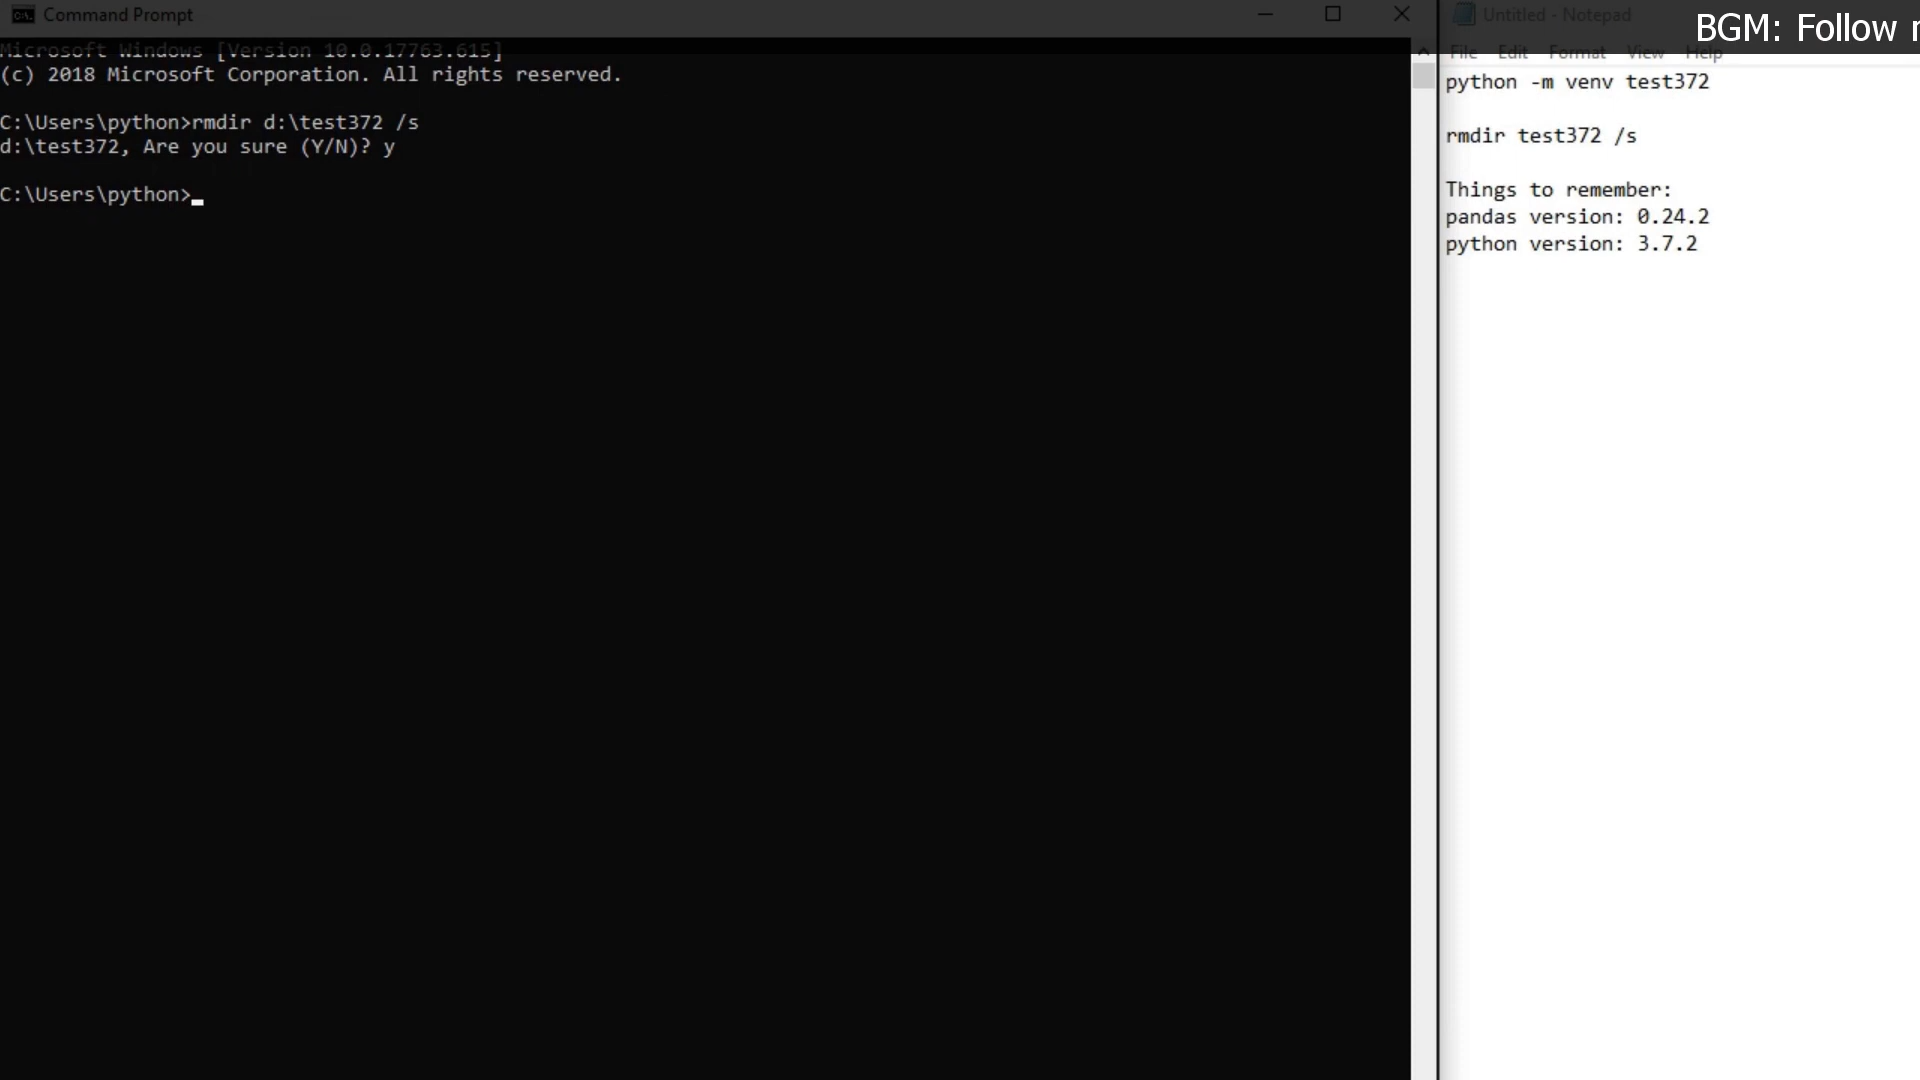 Command Prompt
Microsoft Windows [Version 10.0.17763.615]
(c) 2018 Microsoft Corporation. All rights reserved.
C:\Users\python>rmdir d:\test372 /s
d:\test372, Are you sure (Y/N)? y
C:\Users\python>
Untitled - Notepad
BGM: Follow
File Edit Format View Help
python -m venv test372
rmdir test372 /s
Things to remember:
pandas version: 0.24.2
python version: 3.7.2